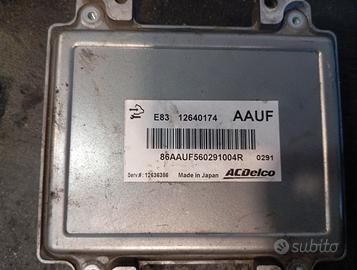 E83 12640174 AAUF
86AAUF560291004R 0291
Serv.#: 12636386 Made in Japan ACDelco
subito